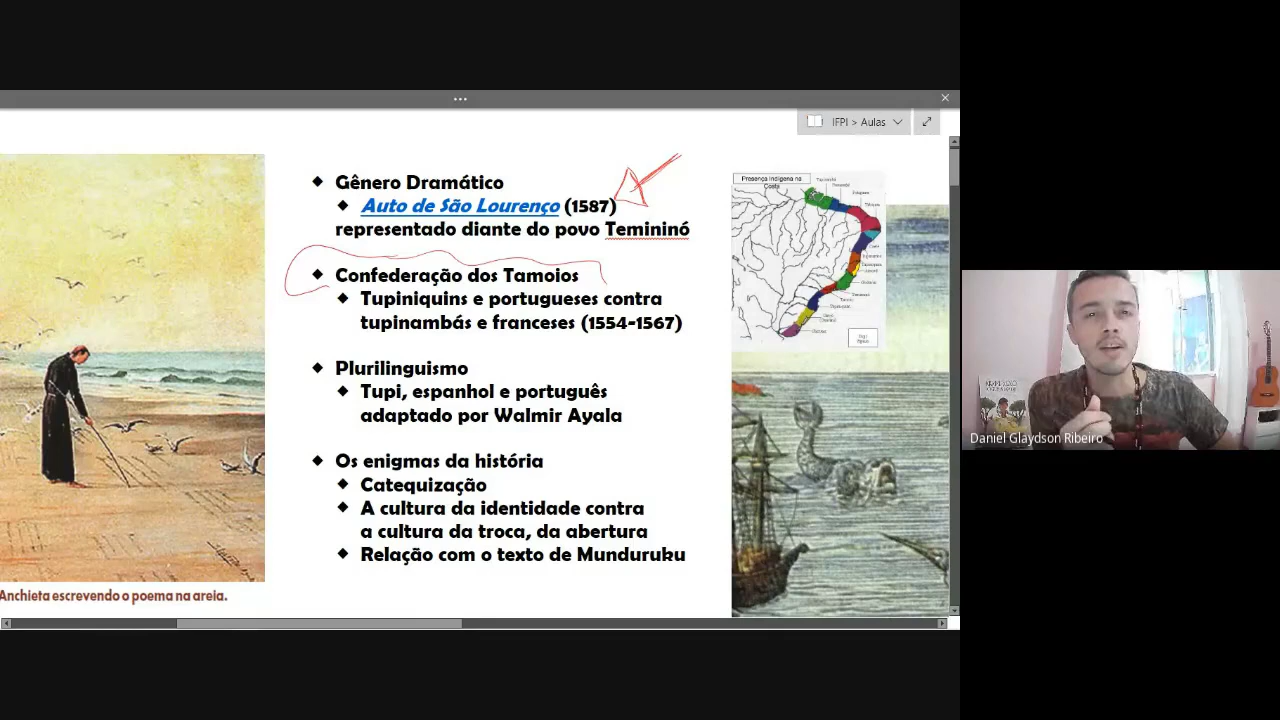 IFPI > Aulas
Gênero Dramático
Auto de São Lourenço (1587)
representado diante do povo Temininó
Confederação dos Tamoios
Tupiniquins e portugueses contra
tupinambás e franceses (1554-1567)
Plurilinguismo
Tupi, espanhol e português
adaptado por Walmir Ayala
Os enigmas da história
Catequização
A cultura da identidade contra
a cultura da troca, da abertura
Relação com o texto de Munduruku
Anchieta escrevendo o poema na areia.
Presença Indígena na
Costa
Daniel Glaydson Ribeiro